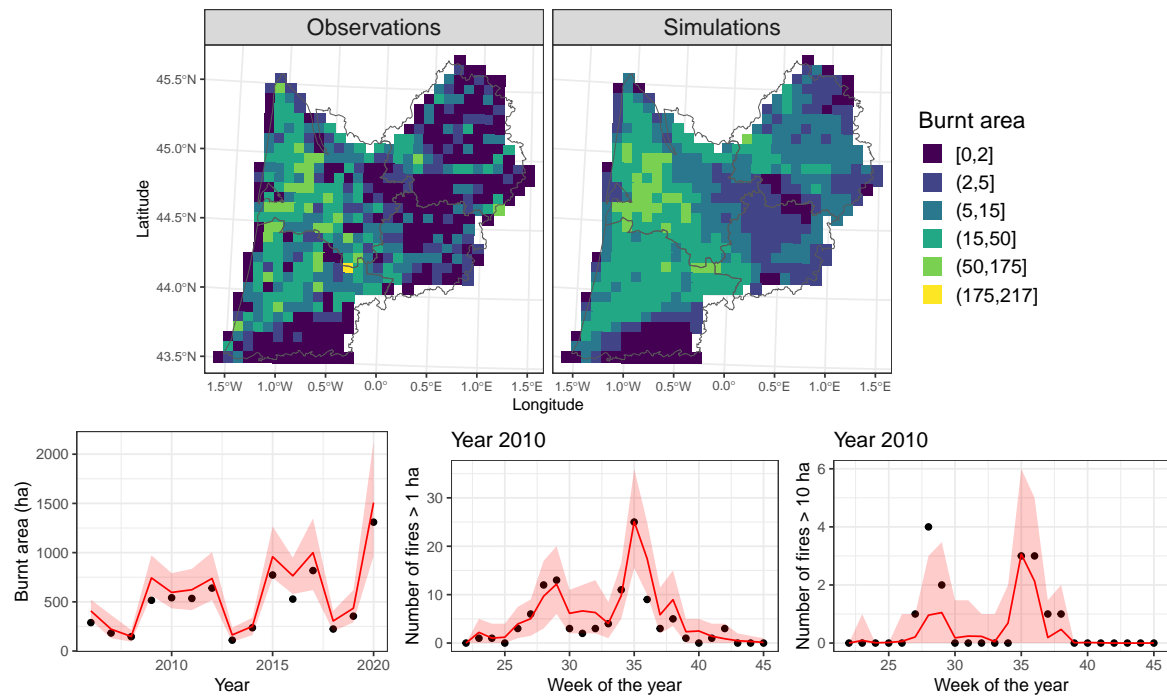 Observations
Simulations
Latitude
45.5°N
45.0°N
44.5°N
44.0°N
43.5°N
1.5°W 1.0°W 0.5°W 0.0° 0.5°E 1.0°E 1.5°E
1.5°W 1.0°W 0.5°W 0.0° 0.5°E 1.0°E 1.5°E
Longitude
Burnt area
[0,2]
(2,5]
(5,15]
(15,50]
(50,175]
(175,217]
Burnt area (ha)
2000
1500
1000
500
0
2010 2015 2020
Year
Year 2010
Number of fires > 1 ha
30
20
10
0
25 30 35 40 45
Week of the year
Year 2010
Number of fires > 10 ha
6
4
2
0
25 30 35 40 45
Week of the year